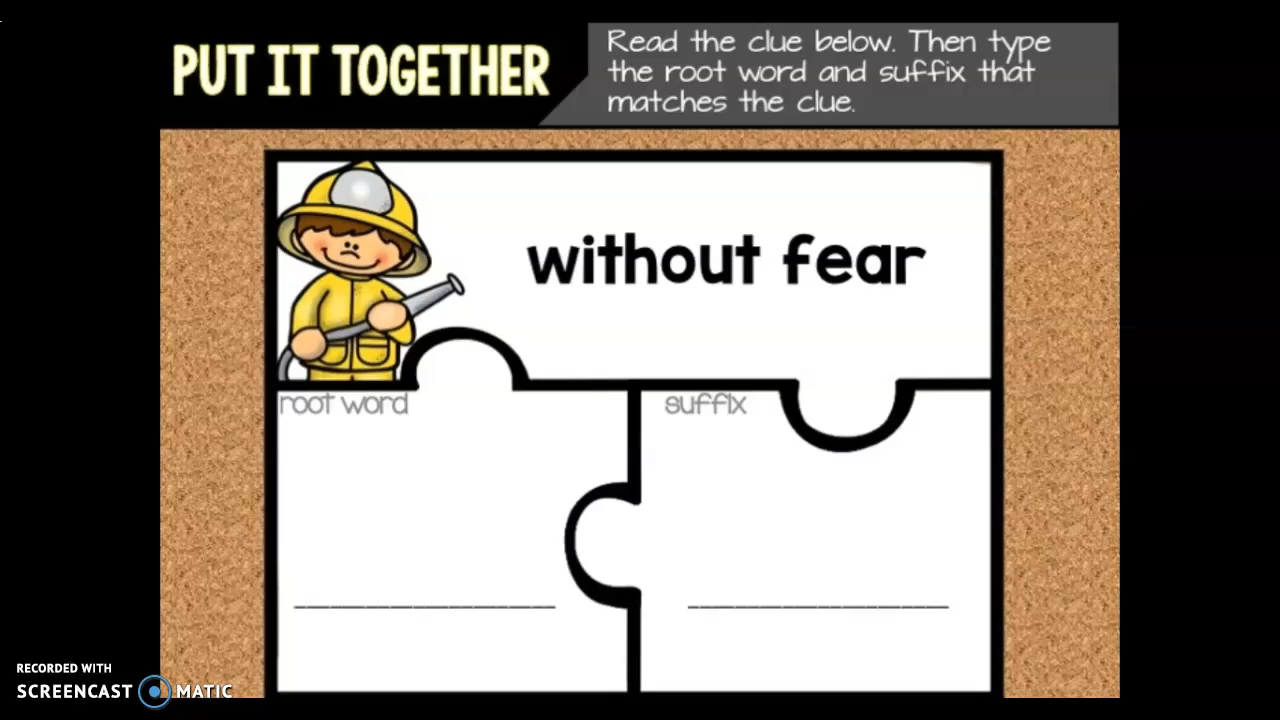 PUT IT TOGETHER
Read the clue below. Then type
the root word and suffix that
matches the clue.
without fear
root word
suffix
RECORDED WITH
SCREENCAST MATIC